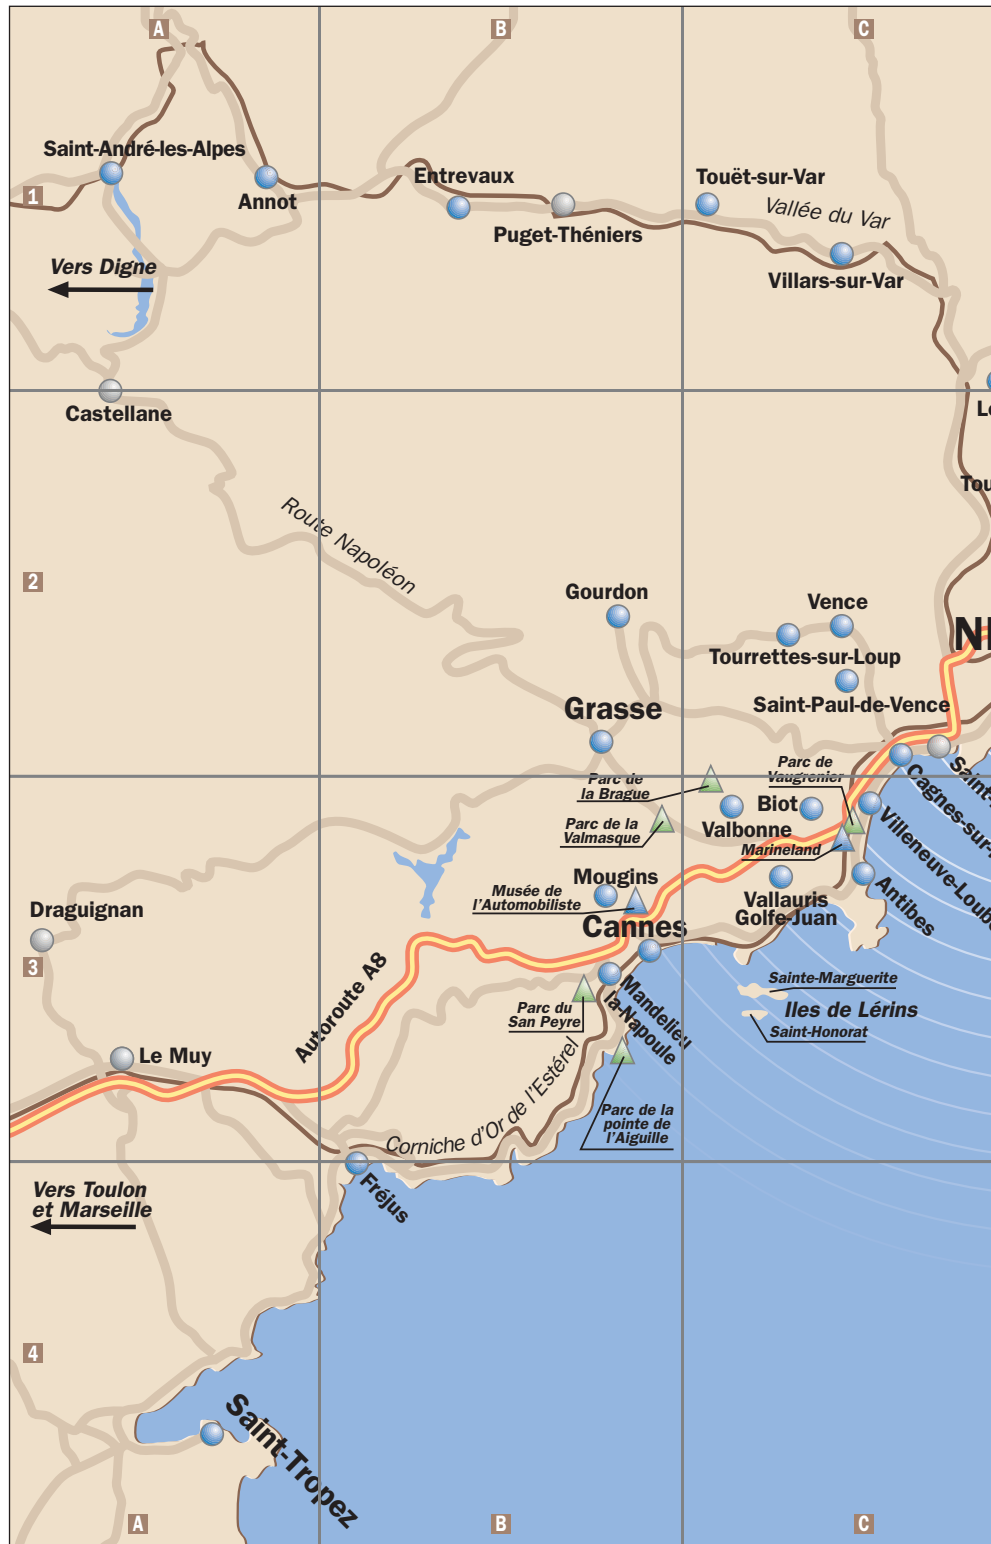 A
B
C
Saint-André-les-Alpes
Annot
Entrevaux
Puget-Théniers
Touët-sur-Var
Vallée du Var
Villars-sur-Var
1
Vers Digne
Castellane
Route Napoléon
2
Gourdon
Vence
Tourrettes-sur-Loup
Saint-Paul-de-Vence
Grasse
Parc de
la Brague
Parc de
Vaugrenier
Parc de la
Valmasque
Valbonne
Biot
Marineland
Cagnes-sur-
Villeneuve-Loub
Saint-
Mougins
Musée de
l'Automobiliste
Cannes
Vallauris
Golfe-Juan
Antibes
Draguignan
3
Autoroute A8
Mandelieu
la-Napoule
Parc du
San Peyre
Sainte-Marguerite
Iles de Lérins
Saint-Honorat
Le Muy
Corniche d'Or de l'Estérel
Parc de la
pointe de
l'Aiguille
Vers Toulon
et Marseille
Fréjus
4
Saint-Tropez
A
B
C